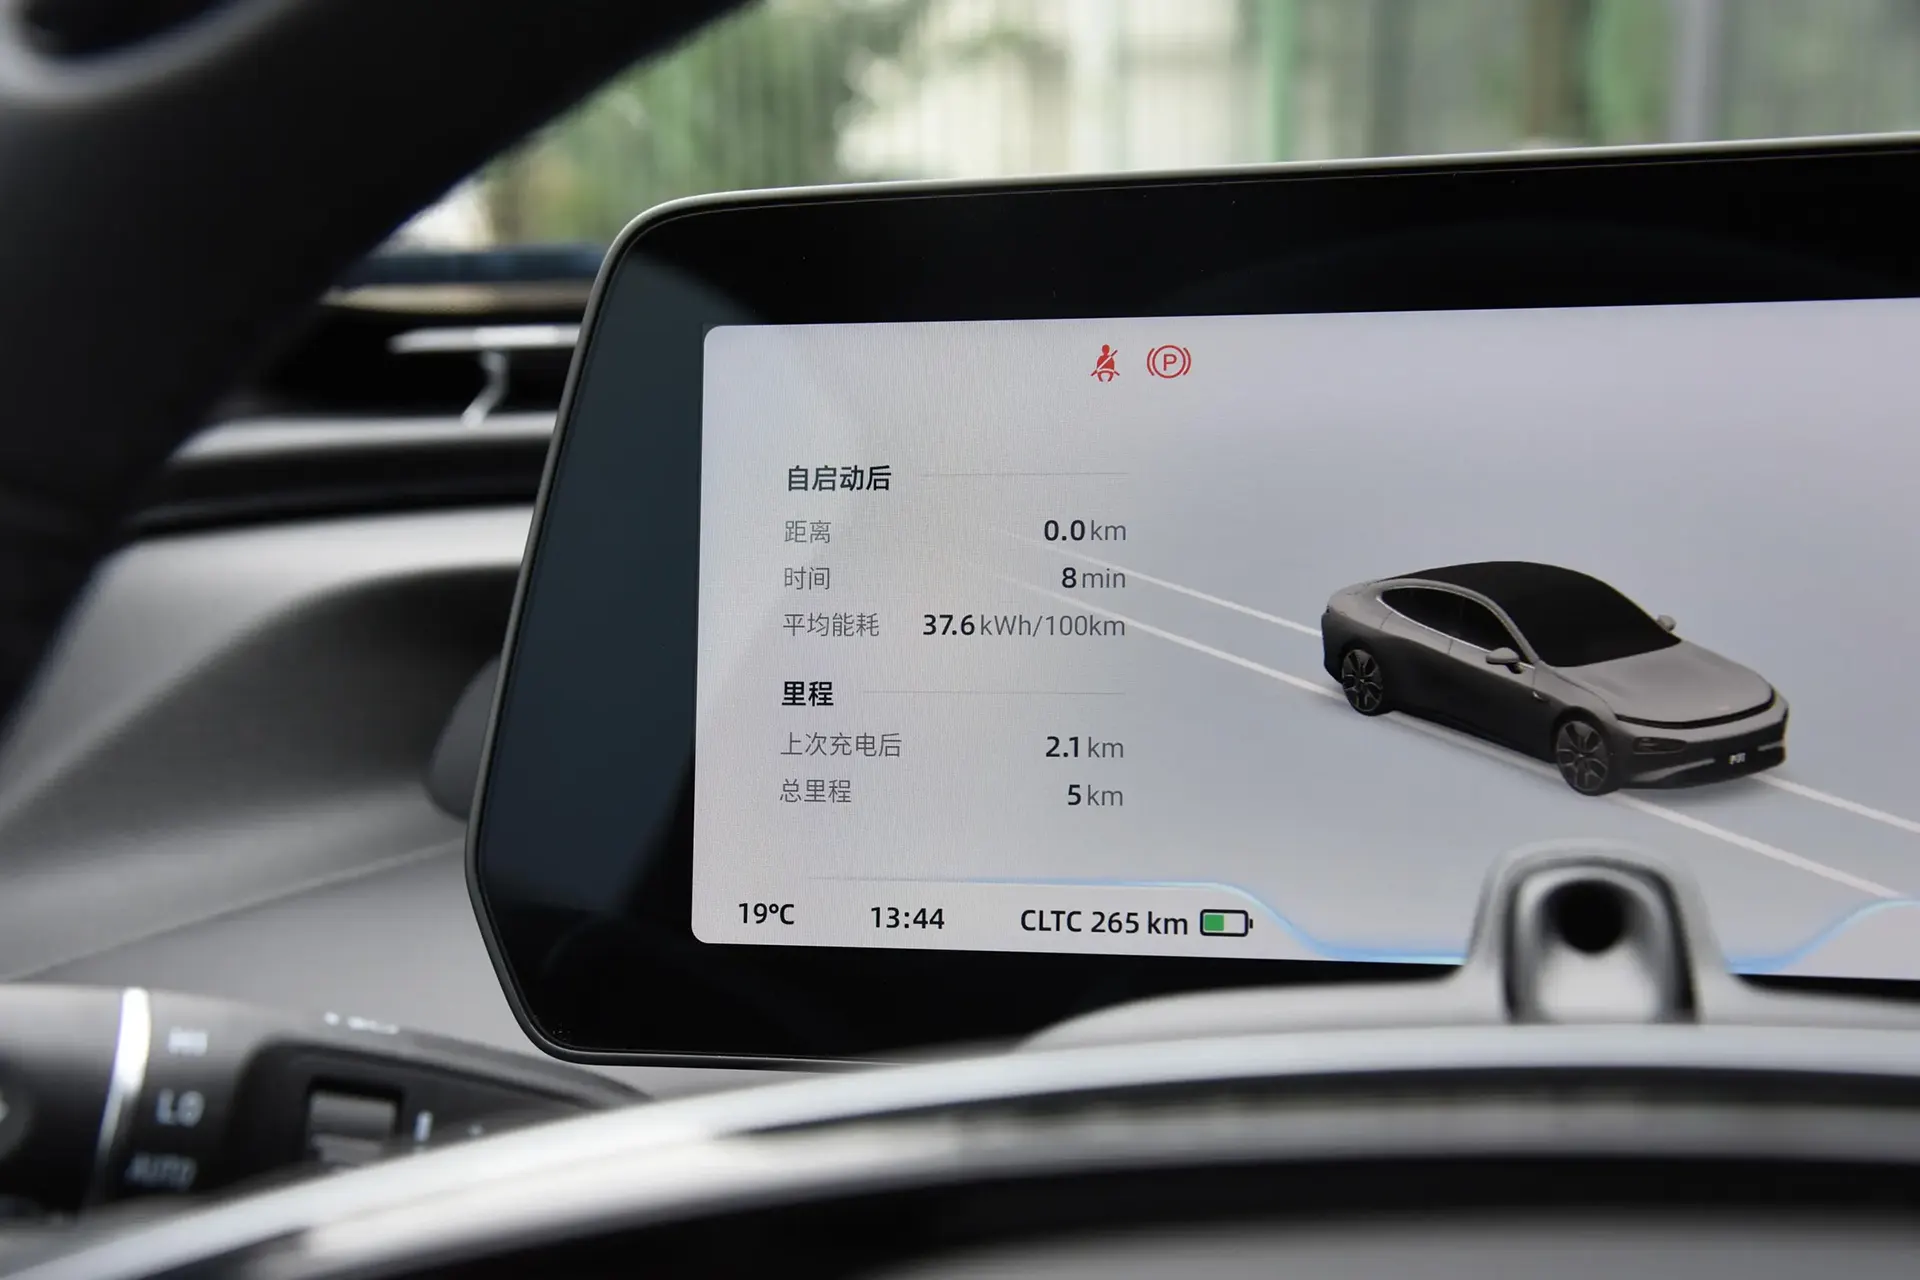 自启动后
距离 0.0 km
时间 8 min
平均能耗 37.6 kWh/100km
里程
上次充电后 2.1 km
总里程 5 km
19℃ 13:44 CLTC 265 km
LO
AUTO